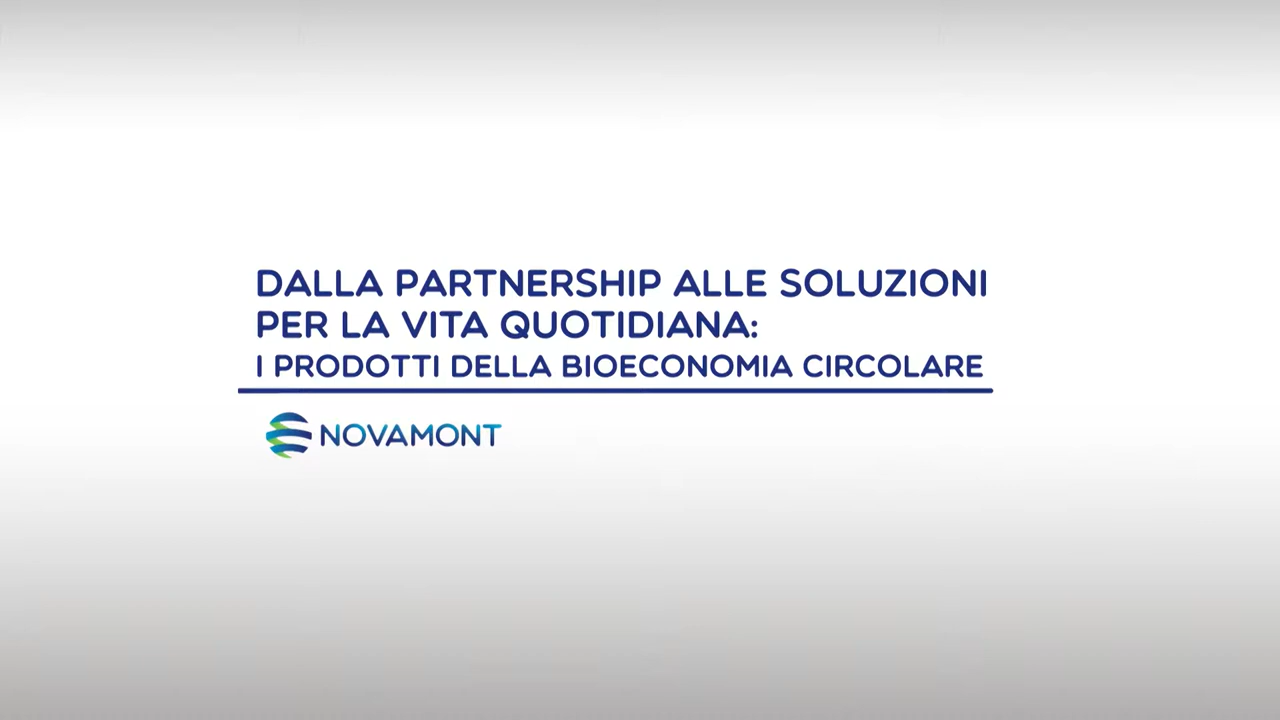 DALLA PARTNERSHIP ALLE SOLUZIONI
PER LA VITA QUOTIDIANA:
I PRODOTTI DELLA BIOECONOMIA CIRCOLARE
NOVAMONT